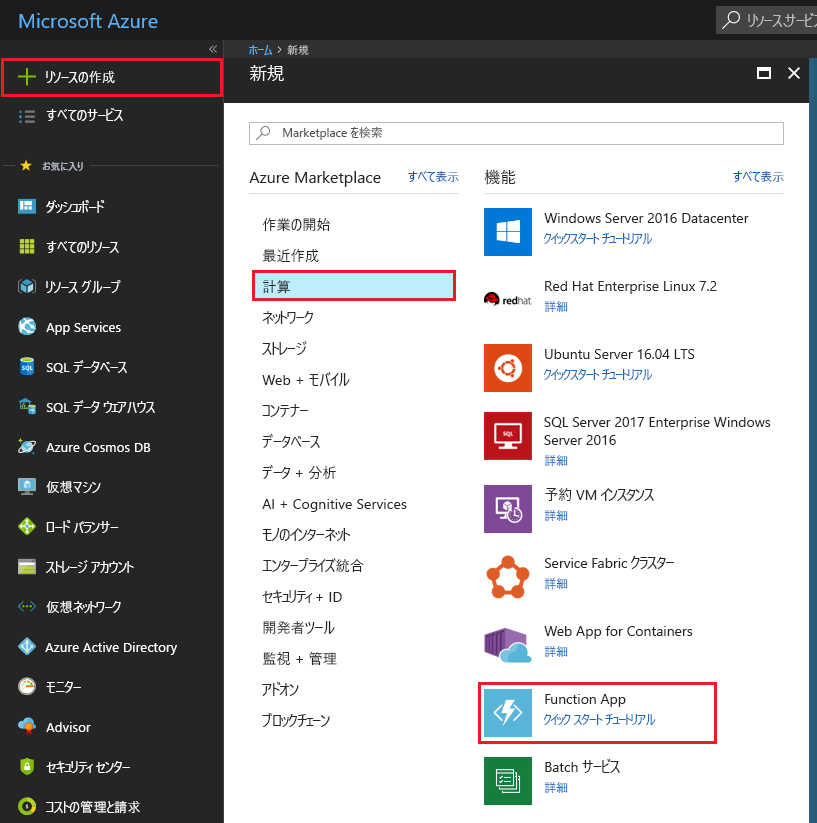 Microsoft Azure
リソースサービ
«
リソースの作成
すべてのサービス
お気に入り
ダッシュボード
すべてのリソース
リソース グループ
App Services
SQL データベース
SQL データ ウェアハウス
Azure Cosmos DB
仮想マシン
ロード バランサー
ストレージ アカウント
仮想ネットワーク
Azure Active Directory
モニター
Advisor
セキュリティ センター
コストの管理と請求
ホーム > 新規
新規
Marketplace を検索
Azure Marketplace すべて表示
作業の開始
最近作成
計算
ネットワーク
ストレージ
Web + モバイル
コンテナー
データベース
データ + 分析
AI + Cognitive Services
モノのインターネット
エンタープライズ統合
セキュリティ + ID
開発者ツール
監視 + 管理
アドオン
ブロックチェーン
機能 すべて表示
Windows Server 2016 Datacenter
クイックスタート チュートリアル
redhat
Red Hat Enterprise Linux 7.2
詳細
Ubuntu Server 16.04 LTS
クイックスタート チュートリアル
SQL
SQL Server 2017 Enterprise Windows
Server 2016
詳細
予約 VM インスタンス
詳細
Service Fabric クラスター
詳細
Web App for Containers
詳細
Function App
クイック スタート チュートリアル
Batch サービス
詳細